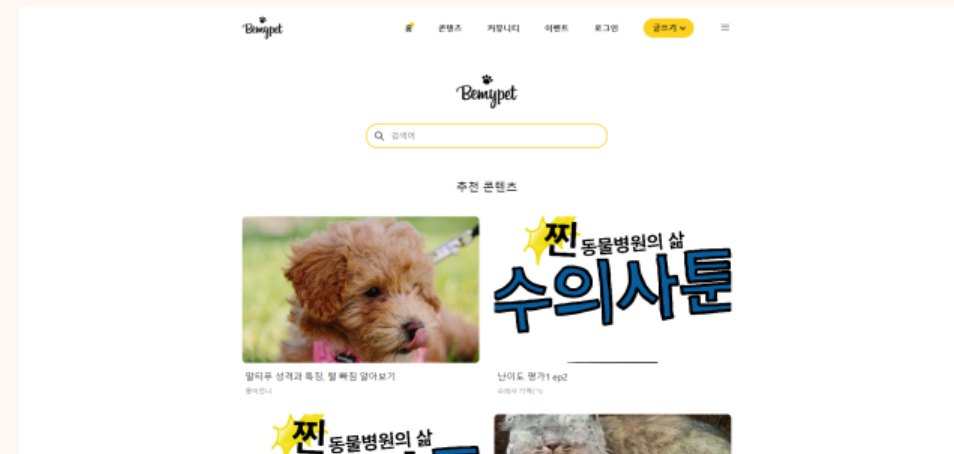 Bemypet
홈 콘텐츠 커뮤니티 이벤트 로그인 글쓰기
Bemypet
검색어
추천 콘텐츠
찐 동물병원의 삶
수의사툰
말티푸 성격과 특징, 털 빠짐 알아보기
난이도 평가1 ep2
찐 동물병원의 삶